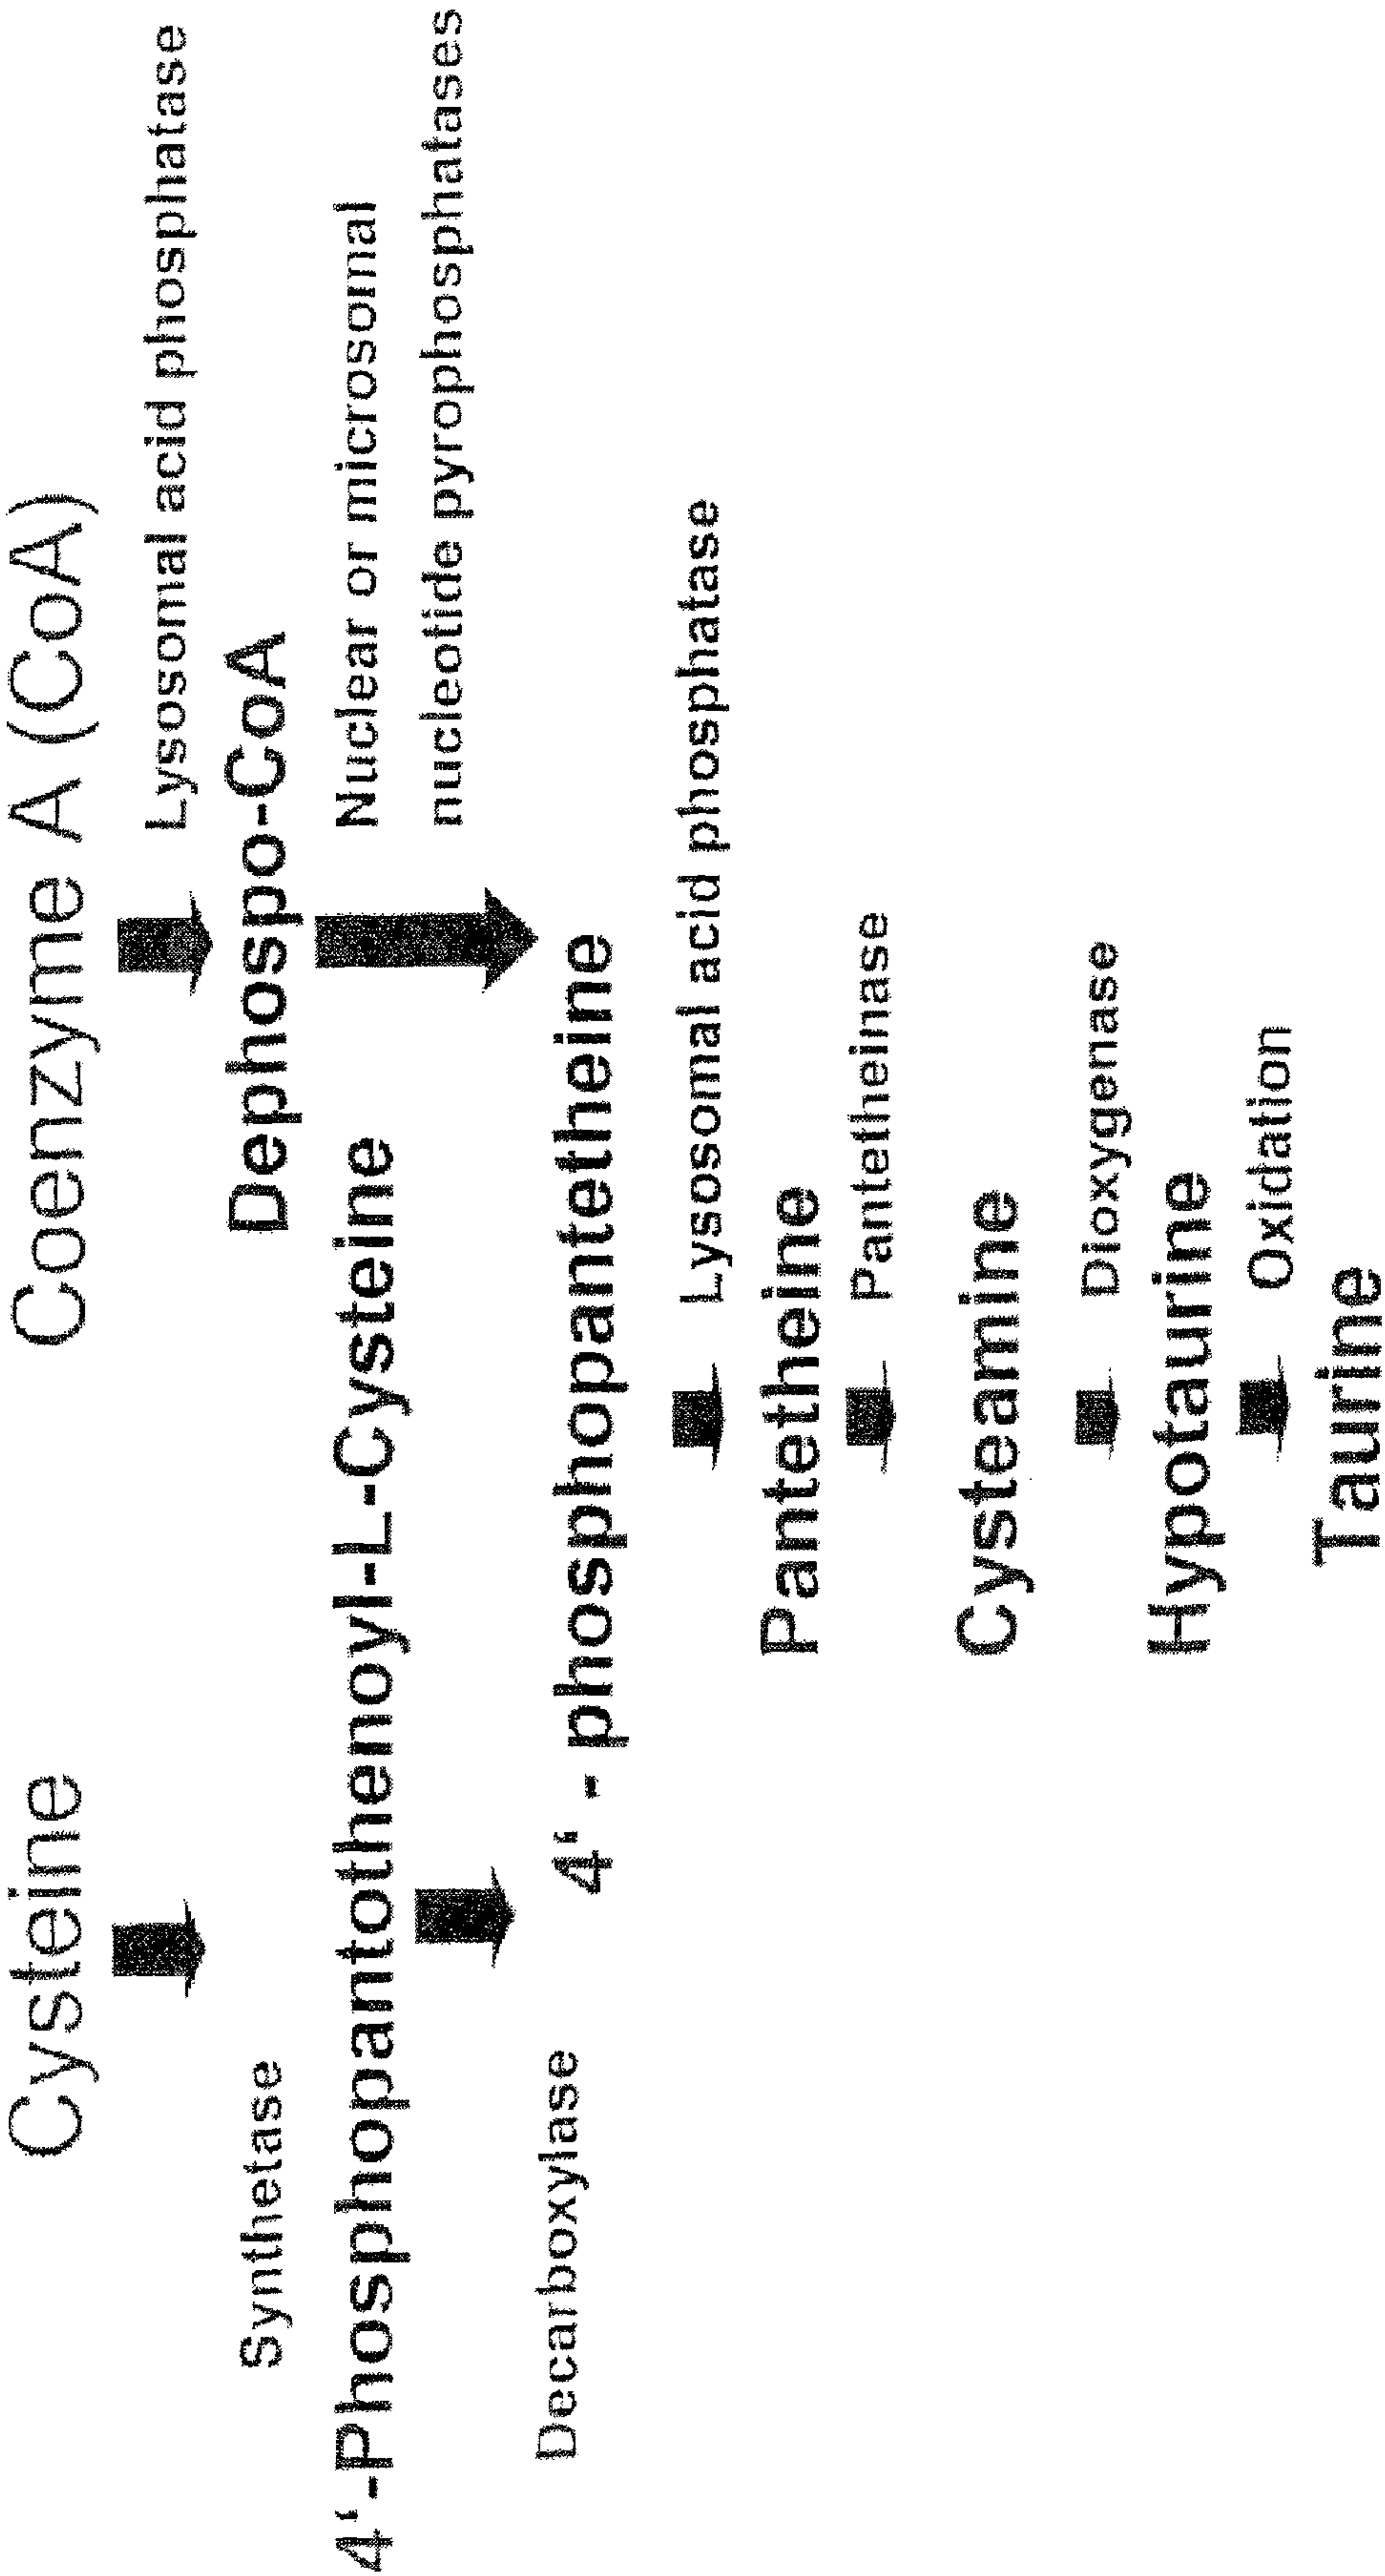 Cysteine
Coenzyme A (CoA)
Lysosomal acid phosphatase
Synthetase
Dephospo-CoA
4'-Phosphopantothenoyl-L-Cysteine
Nuclear or microsomal
nucleotide pyrophosphatases
Decarboxylase
4' - phosphopantetheine
Lysosomal acid phosphatase
Pantetheine
Pantetheinase
Cysteamine
Dioxygenase
Hypotaurine
Oxidation
Taurine